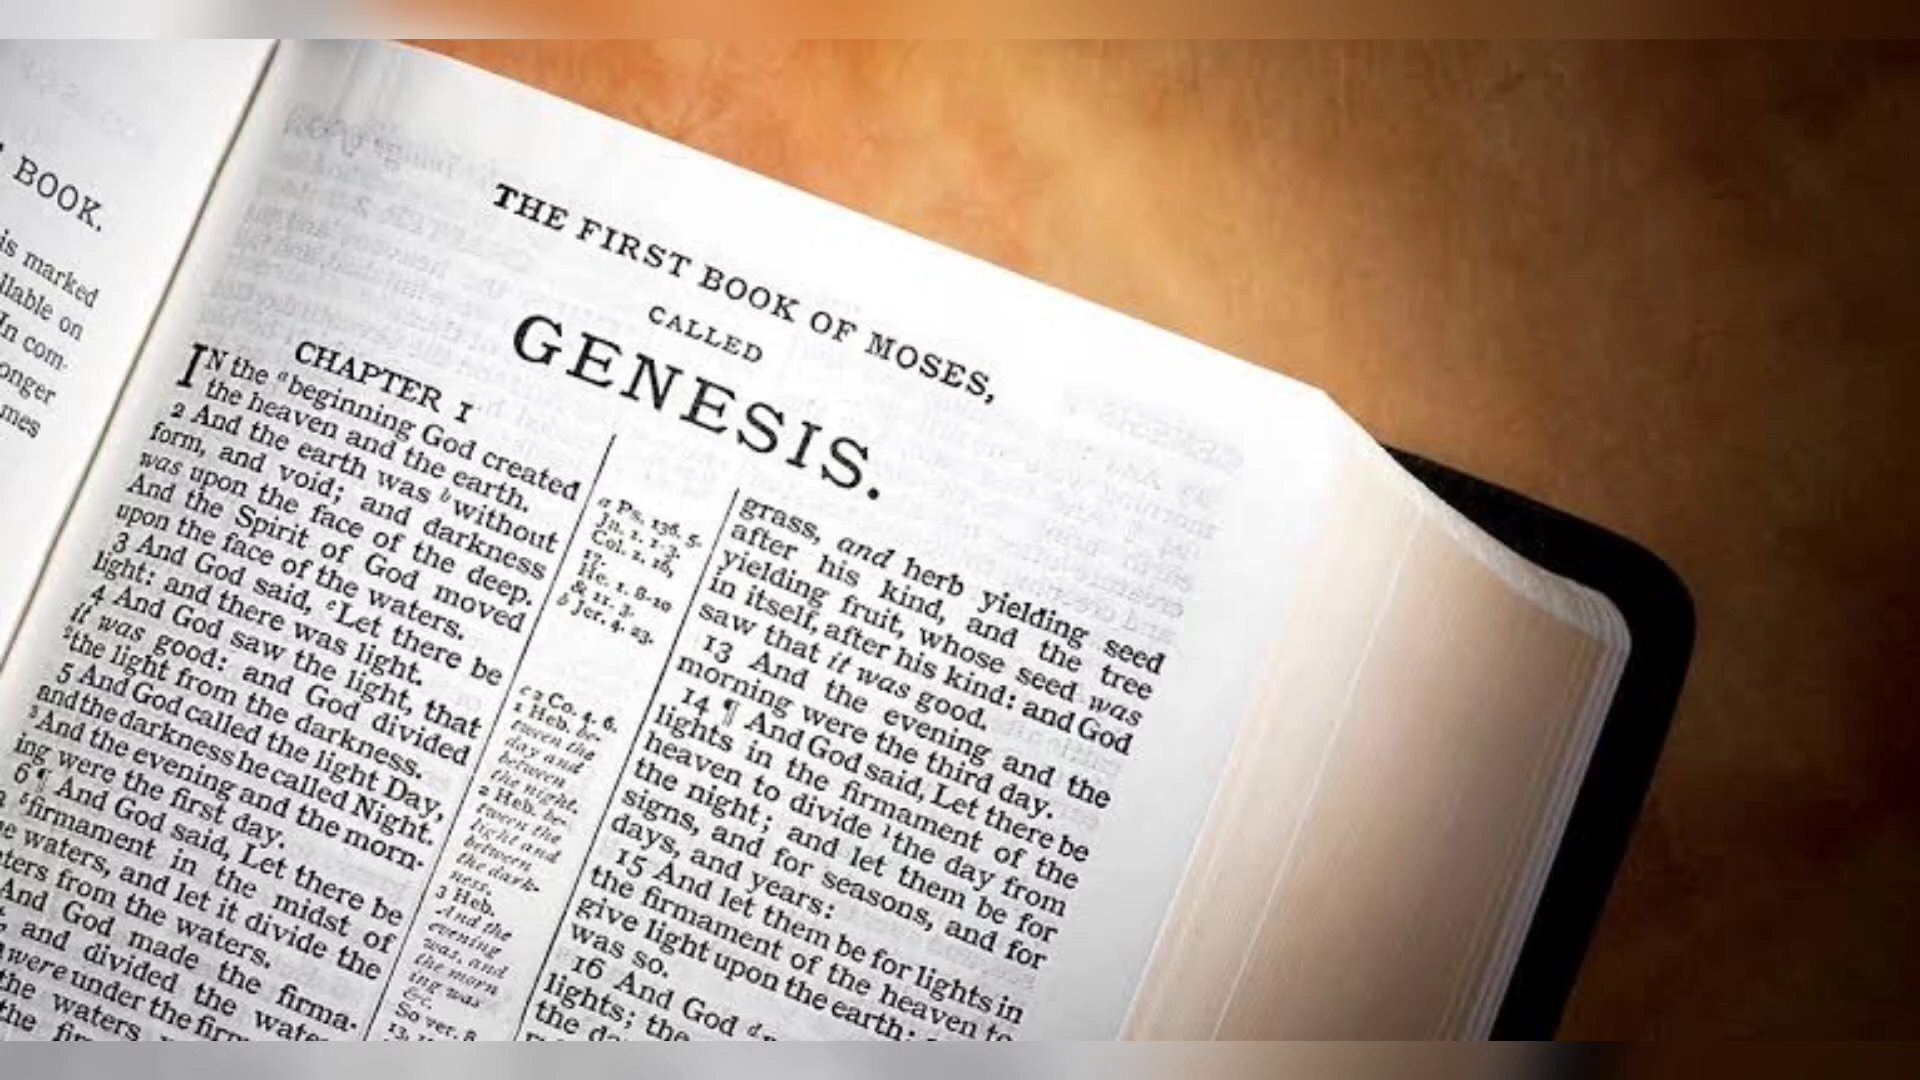 BOOK.
is marked
llable on
In com-
onger
mes
THE FIRST BOOK OF MOSES,
CALLED
GENESIS.
CHAPTER 1
IN the a beginning God created
the heaven and the earth.
2 And the earth was b without
form, and void; and darkness
was upon the face of the deep.
And the Spirit of God moved
upon the face of the waters.
3 And God said, c Let there be
light: and there was light.
4 And God saw the light, that
it was good: and God divided
2 the light from the darkness.
5 And God called the light Day,
and the darkness he called Night.
3 And the evening and the morn-
ing were the first day.
6 ¶ And God said, Let there be
firmament in the midst of
waters, and let it divide the
waters from the waters.
And God made the firma-
and divided the water
were under the firm
the waters
the fir
a Ps. 136. 5.
Jn. 1. 1-3.
Col. 1. 16,
17.
He. 1. 8-10
& 11. 3.
b Jer. 4. 23.
c 2 Co. 4. 6.
1 Heb. be-
tween the
day and
between
the night.
2 Heb. be-
tween the
light and
between
the dark-
ness.
3 Heb.
And the
evening
was, and
the morn
ing was
&c.
So ver. 8
13,
grass, and herb yielding seed
after his kind, and the tree
yielding fruit, whose seed was
in itself, after his kind: and God
saw that it was good.
13 And the evening and the
morning were the third day.
14 ¶ And God said, Let there be
lights in the firmament of the
heaven to divide 1 the day from
the night; and let them be for
signs, and for seasons, and for
days, and years:
15 And let them be for lights in
the firmament of the heaven to
give light upon the earth:
was so.
16 And God d
lights; the
the da